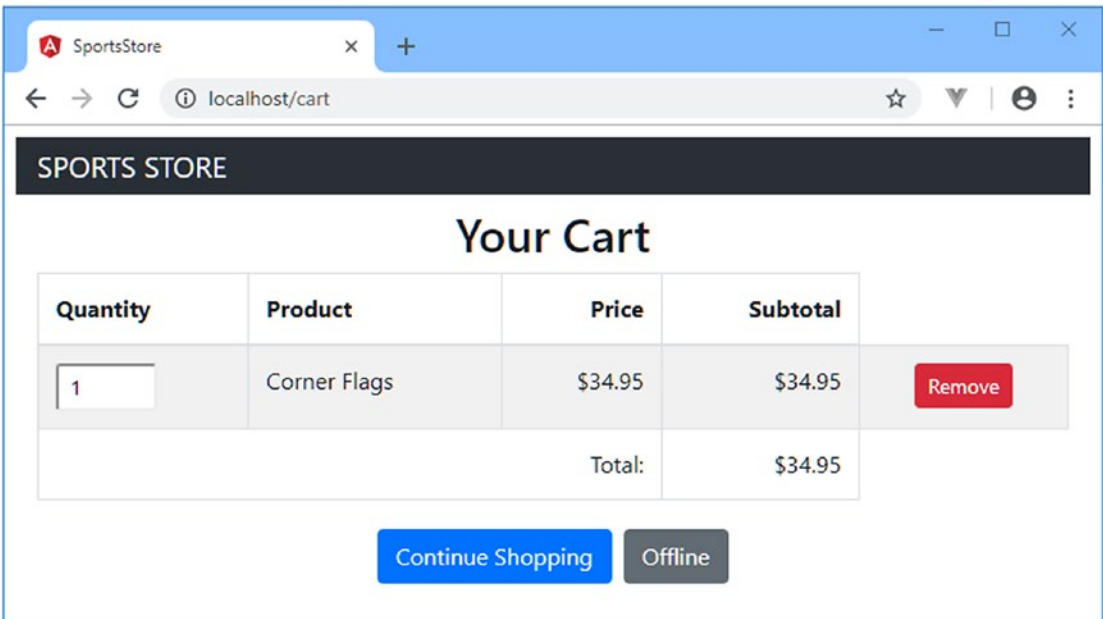 SportsStore
localhost/cart
SPORTS STORE
Your Cart
Quantity Product Price Subtotal
1 Corner Flags $34.95 $34.95 Remove
Total: $34.95
Continue Shopping Offline